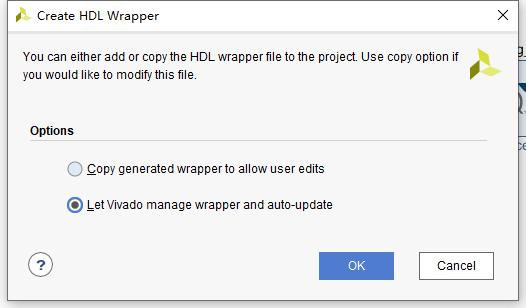 Create HDL Wrapper
You can either add or copy the HDL wrapper file to the project. Use copy option if
you would like to modify this file.
Options
Copy generated wrapper to allow user edits
Let Vivado manage wrapper and auto-update
?
OK
Cancel